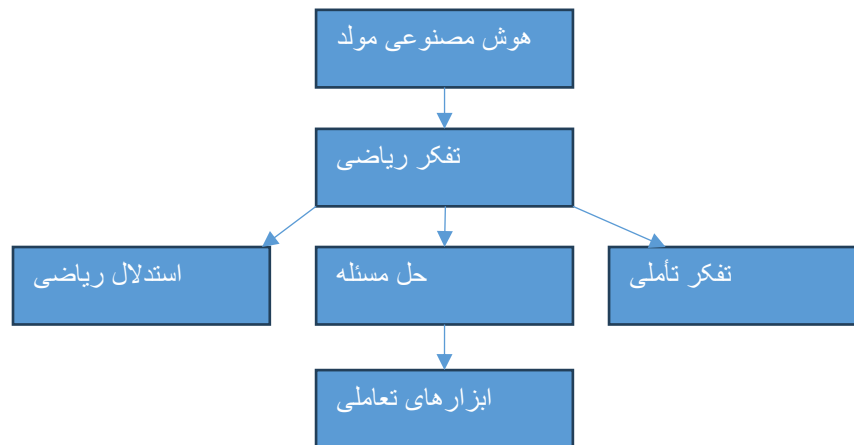 هوش مصنوعی مولد
تفکر ریاضی
تفکر تأملی
حل مسئله
استدلال ریاضی
ابزارهای تعاملی